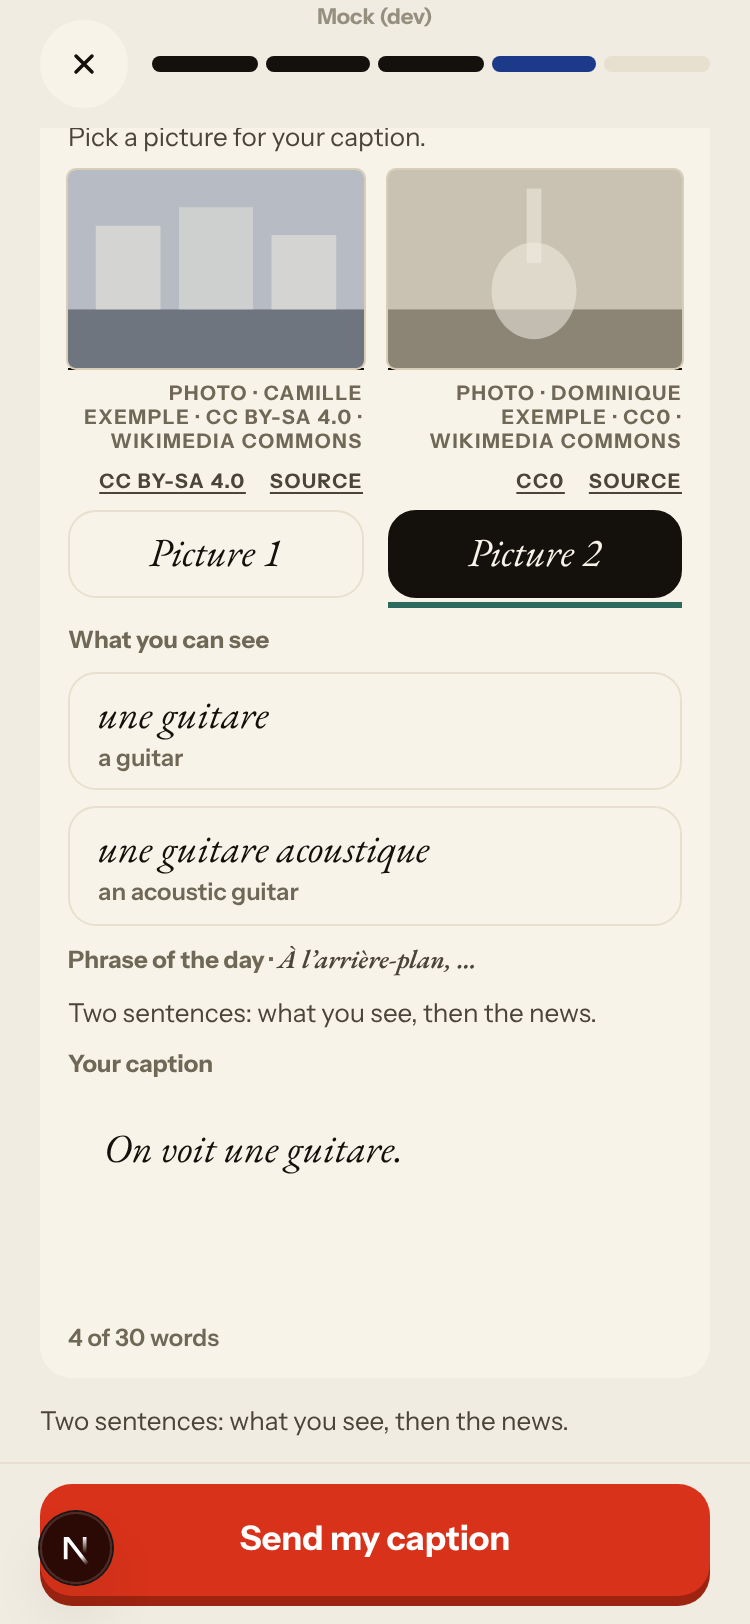 Mock (dev)
Pick a picture for your caption.
PHOTO · CAMILLE
EXEMPLE · CC BY-SA 4.0 ·
WIKIMEDIA COMMONS
CC BY-SA 4.0 SOURCE
PHOTO · DOMINIQUE
EXEMPLE · CC0 ·
WIKIMEDIA COMMONS
CC0 SOURCE
Picture 1
Picture 2
What you can see
une guitare
a guitar
une guitare acoustique
an acoustic guitar
Phrase of the day · À l’arrière-plan, ...
Two sentences: what you see, then the news.
Your caption
On voit une guitare.
4 of 30 words
Two sentences: what you see, then the news.
Send my caption
N